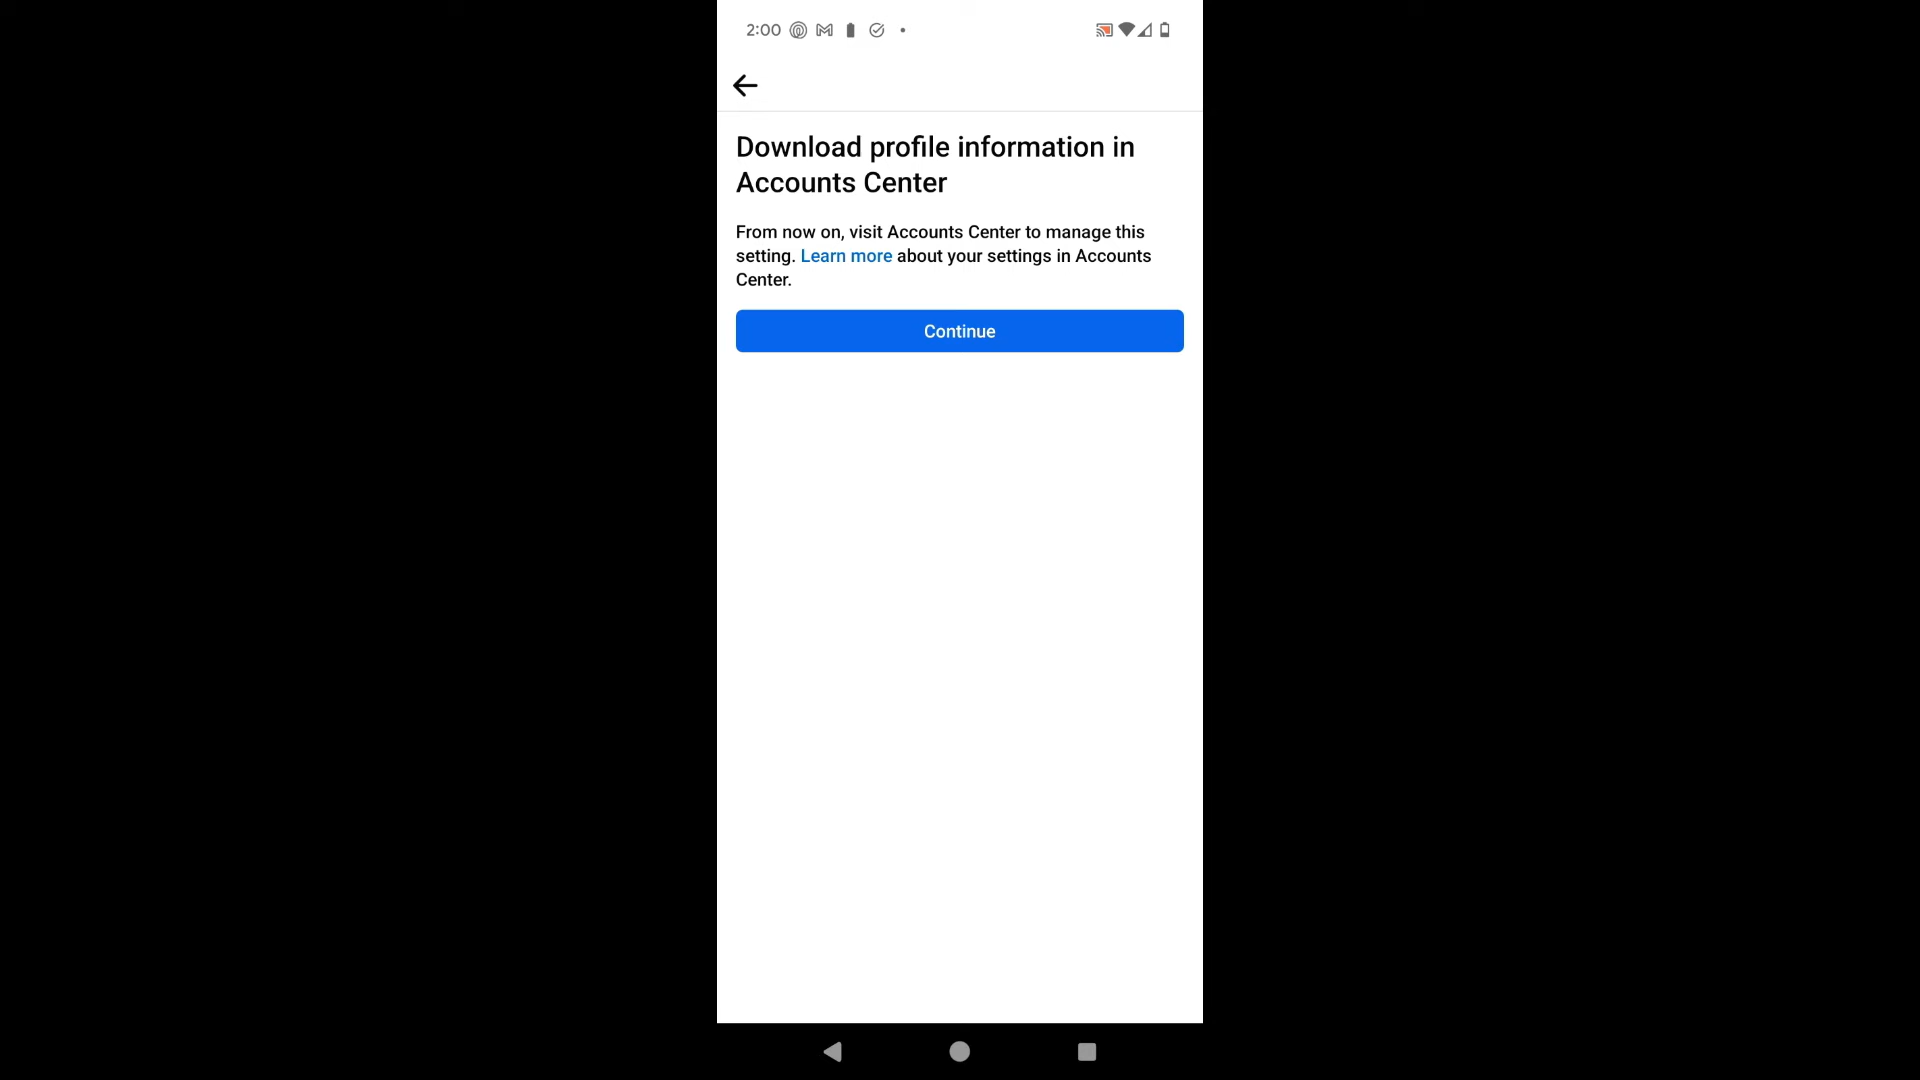 2:00
Download profile information in
Accounts Center
From now on, visit Accounts Center to manage this
setting. Learn more about your settings in Accounts
Center.
Continue